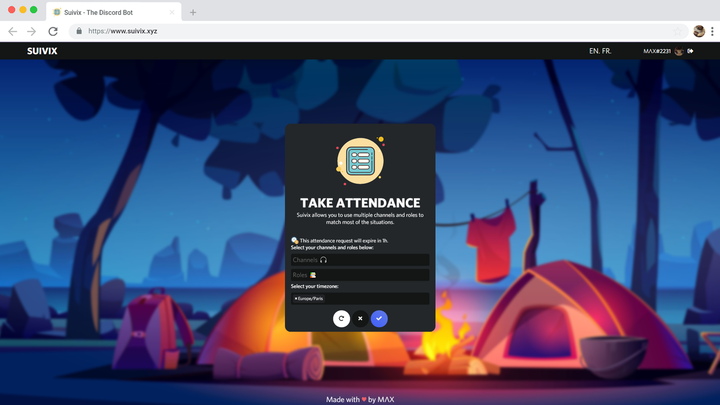 Suivix - The Discord Bot
https://www.suivix.xyz
SUIVIX
EN. FR.
MΛX#2231
TAKE ATTENDANCE
Suivix allows you to use multiple channels and roles to
match most of the situations.
This attendance request will expire in 1h.
Select your channels and roles below:
Channels
Roles
Select your timezone:
Europe/Paris
Made with ❤ by MΛX